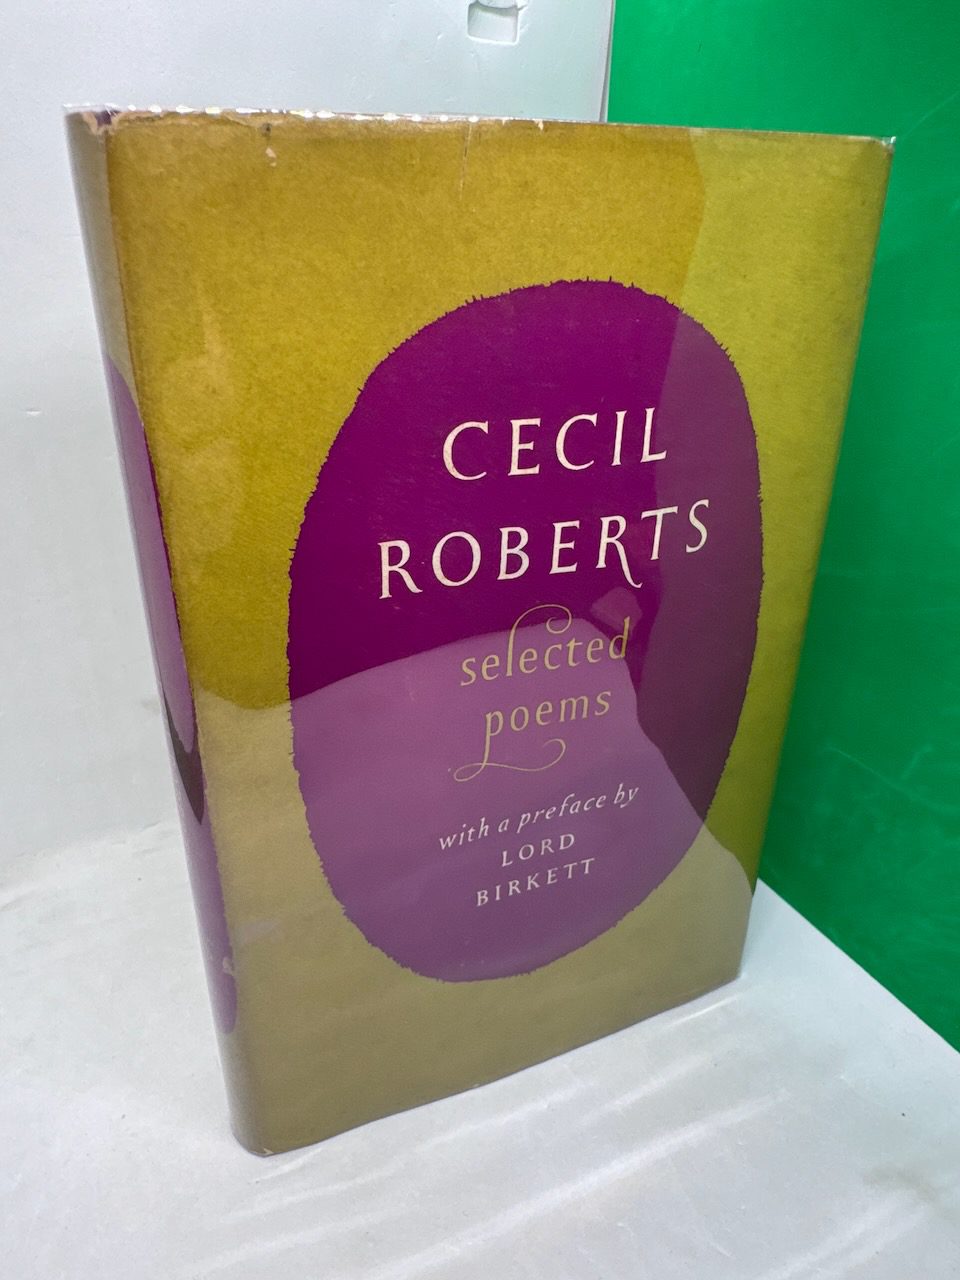 CECIL
ROBERTS
selected
poems
with a preface by
LORD
BIRKETT